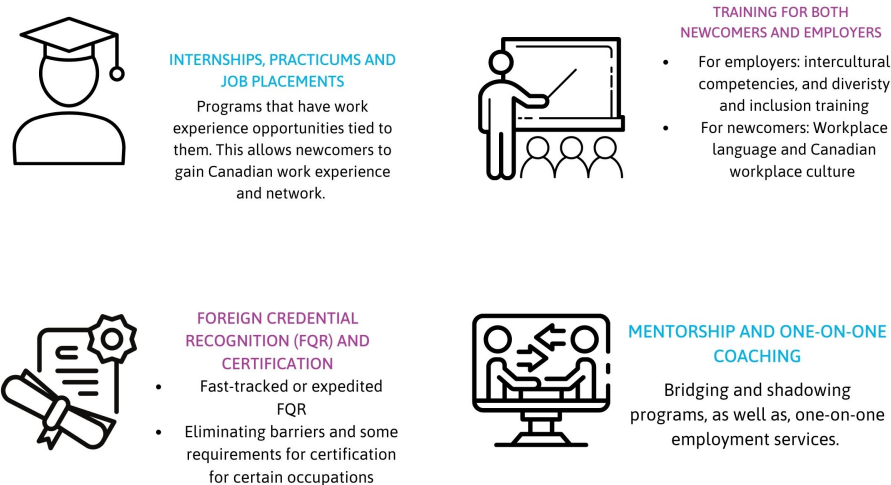 INTERNSHIPS, PRACTICUMS AND
JOB PLACEMENTS
Programs that have work
experience opportunities tied to
them. This allows newcomers to
gain Canadian work experience
and network.
TRAINING FOR BOTH
NEWCOMERS AND EMPLOYERS
• For employers: intercultural
competencies, and diveristy
and inclusion training
• For newcomers: Workplace
language and Canadian
workplace culture
FOREIGN CREDENTIAL
RECOGNITION (FQR) AND
CERTIFICATION
• Fast-tracked or expedited
FQR
• Eliminating barriers and some
requirements for certification
for certain occupations
MENTORSHIP AND ONE-ON-ONE
COACHING
Bridging and shadowing
programs, as well as, one-on-one
employment services.